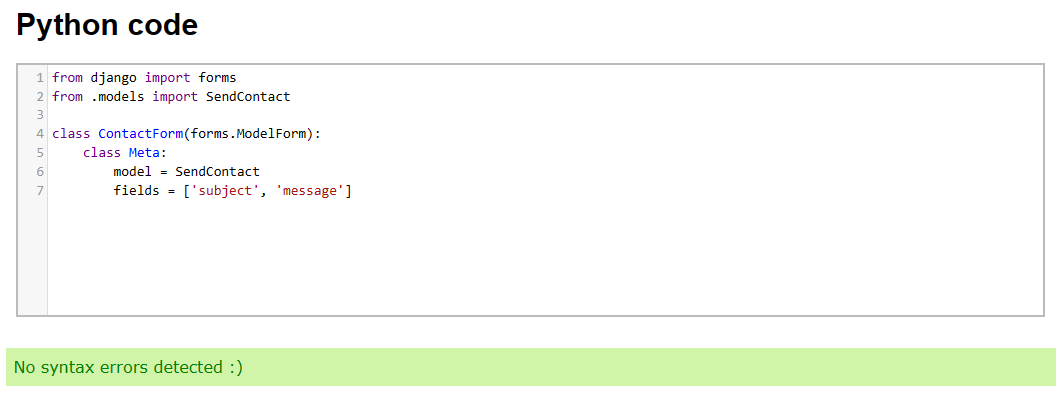 Python code
1 from django import forms
2 from .models import SendContact
3
4 class ContactForm(forms.ModelForm):
5     class Meta:
6         model = SendContact
7         fields = ['subject', 'message']
No syntax errors detected :)